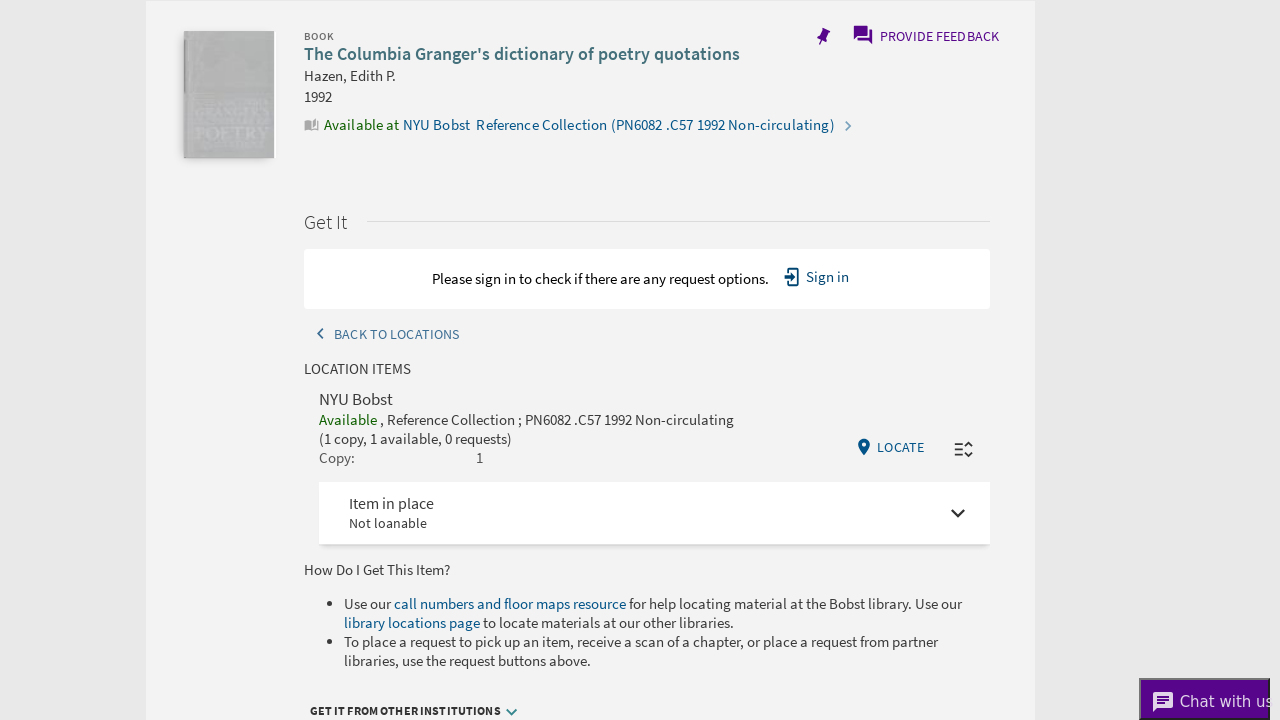 BOOK
The Columbia Granger's dictionary of poetry quotations
PROVIDE FEEDBACK
Hazen, Edith P.
1992
Available at NYU Bobst Reference Collection (PN6082 .C57 1992 Non-circulating)
GRANGER'S
POETRY
Get It
Please sign in to check if there are any request options. Sign in
BACK TO LOCATIONS
LOCATION ITEMS
NYU Bobst
Available , Reference Collection ; PN6082 .C57 1992 Non-circulating
(1 copy, 1 available, 0 requests)
Copy: 1
LOCATE
Item in place
Not loanable
How Do I Get This Item?
Use our call numbers and floor maps resource for help locating material at the Bobst library. Use our
library locations page to locate materials at our other libraries.
To place a request to pick up an item, receive a scan of a chapter, or place a request from partner
libraries, use the request buttons above.
GET IT FROM OTHER INSTITUTIONS
Chat with us